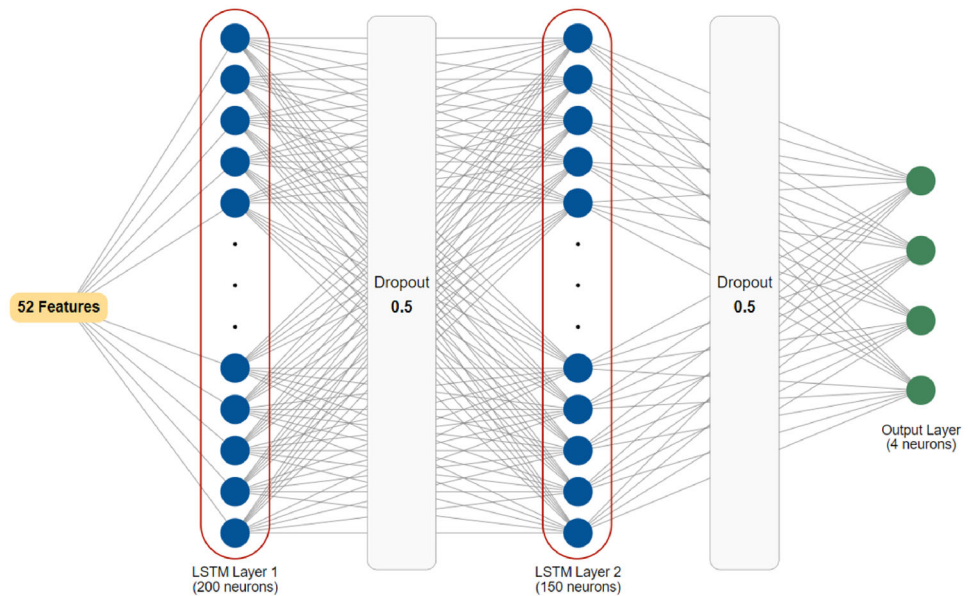 52 Features
LSTM Layer 1
(200 neurons)
Dropout
0.5
LSTM Layer 2
(150 neurons)
Dropout
0.5
Output Layer
(4 neurons)